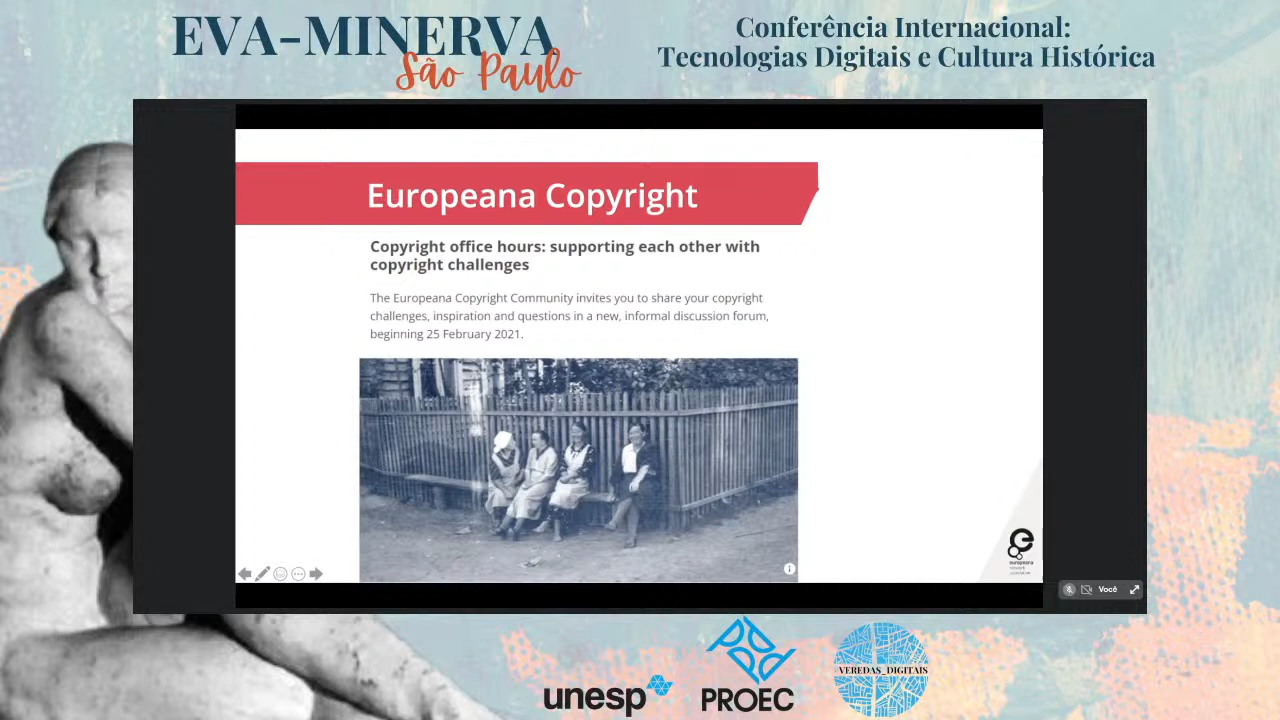 EVA-MINERVA
São Paulo
Conferência Internacional:
Tecnologias Digitais e Cultura Histórica
Europeana Copyright
Copyright office hours: supporting each other with
copyright challenges
The Europeana Copyright Community invites you to share your copyright
challenges, inspiration and questions in a new, informal discussion forum,
beginning 25 February 2021.
europeana
Você
unesp
PROEC
VEREDAS_DIGITAIS